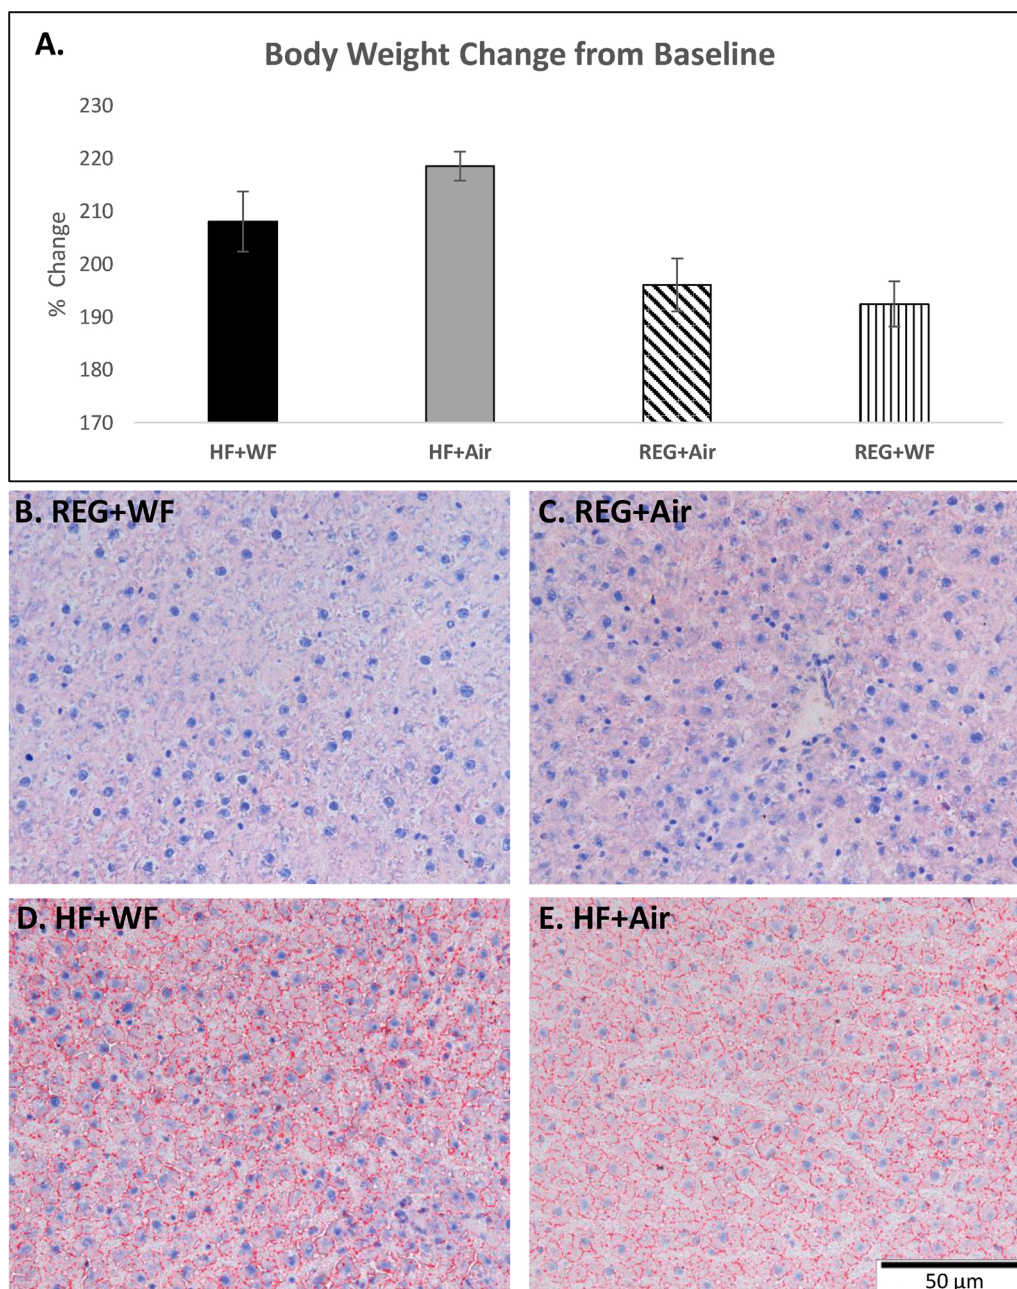 A.
Body Weight Change from Baseline
230
220
210
200
190
180
170
% Change
HF+WF
HF+Air
REG+Air
REG+WF
B. REG+WF
C. REG+Air
D. HF+WF
E. HF+Air
50 µm